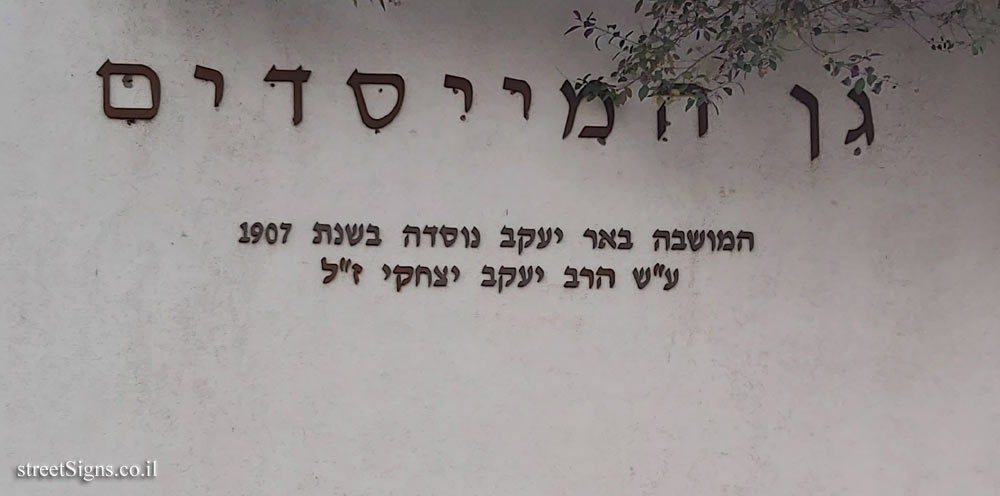 גן המייסדים
המושבה באר יעקב נוסדה בשנת 1907
ע"ש הרב יעקב יצחקי ז"ל
streetSigns.co.il